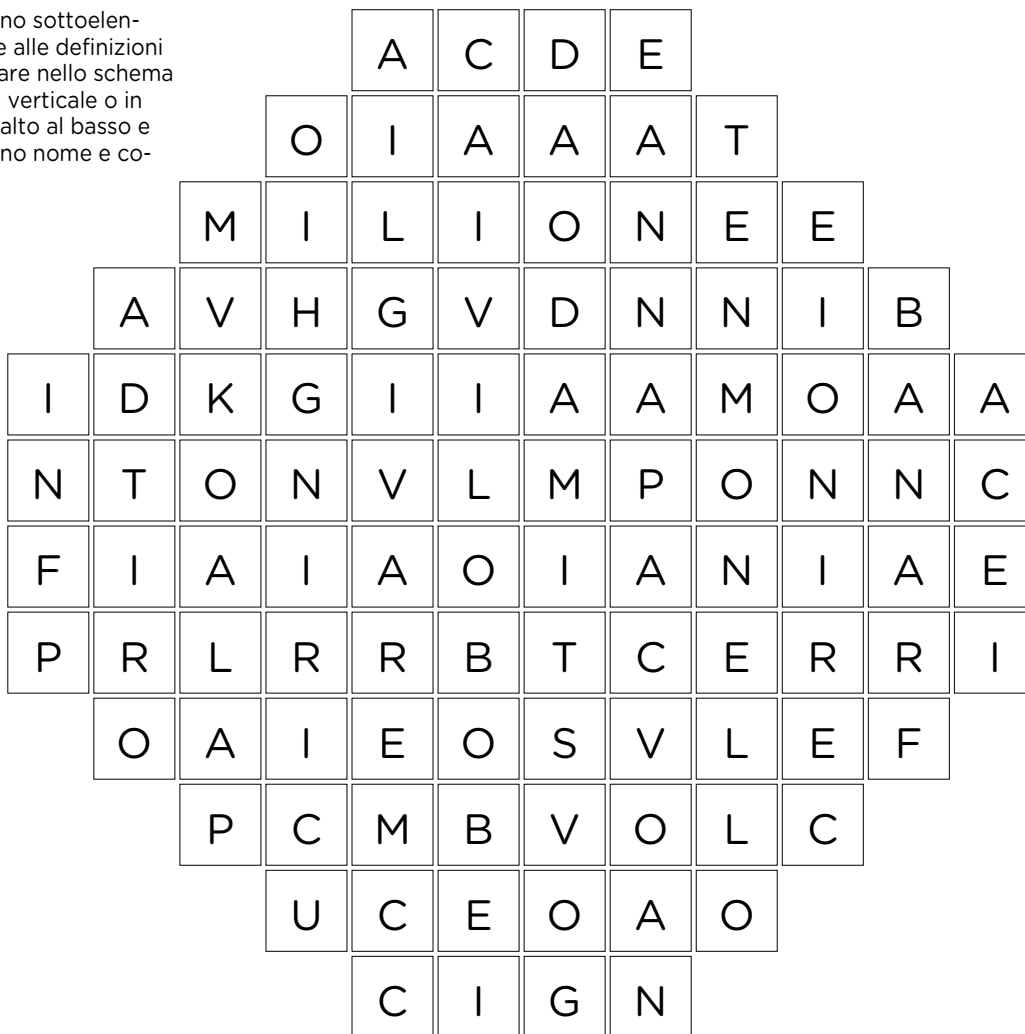 no sottoelen-
e alle definizioni
are nello schema
verticale o in
alto al basso e
no nome e co-
A C D E
O I A A A T
M I L I O N E E
A V H G V D N N I B
I D K G I I A A M O A A
N T O N V L M P O N N C
F I A I A O I A N I A E
P R L R R B T C E R R I
O A I E O S V L E F
P C M B V O L C
U C E O A O
C I G N